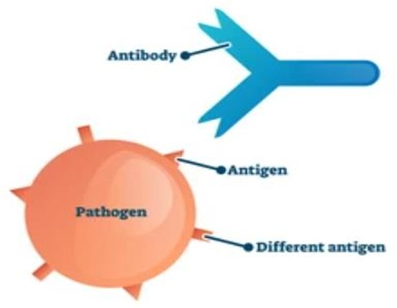 Antibody
Antigen
Pathogen
Different antigen